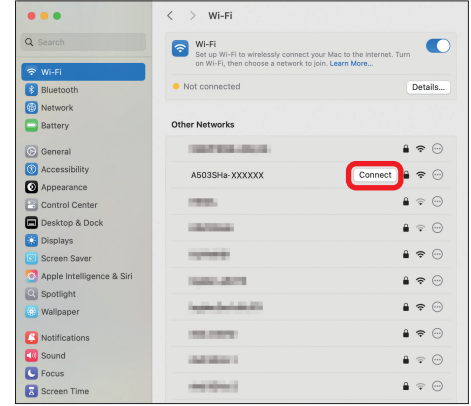 Wi-Fi
Search
Wi-Fi
Bluetooth
Network
Battery
General
Accessibility
Appearance
Control Center
Desktop & Dock
Displays
Screen Saver
Apple Intelligence & Siri
Spotlight
Wallpaper
Notifications
Sound
Focus
Screen Time
Wi-Fi
Set up Wi-Fi to wirelessly connect your Mac to the internet. Turn
on Wi-Fi, then choose a network to join. Learn More...
Not connected
Details...
Other Networks
A503SHa-XXXXXX
Connect